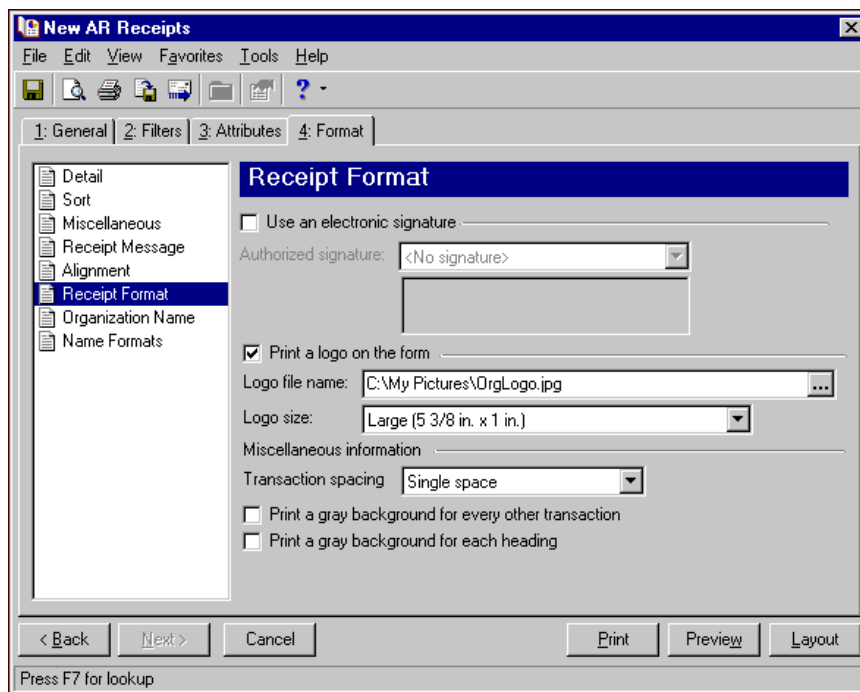 New AR Receipts
File Edit View Favorites Tools Help
?
1: General 2: Filters 3: Attributes 4: Format
Detail
Sort
Miscellaneous
Receipt Message
Alignment
Receipt Format
Organization Name
Name Formats
Receipt Format
Use an electronic signature
Authorized signature: <No signature>
Print a logo on the form
Logo file name: C:\My Pictures\OrgLogo.jpg ...
Logo size: Large (5 3/8 in. x 1 in.)
Miscellaneous information
Transaction spacing Single space
Print a gray background for every other transaction
Print a gray background for each heading
< Back Next > Cancel Print Preview Layout
Press F7 for lookup